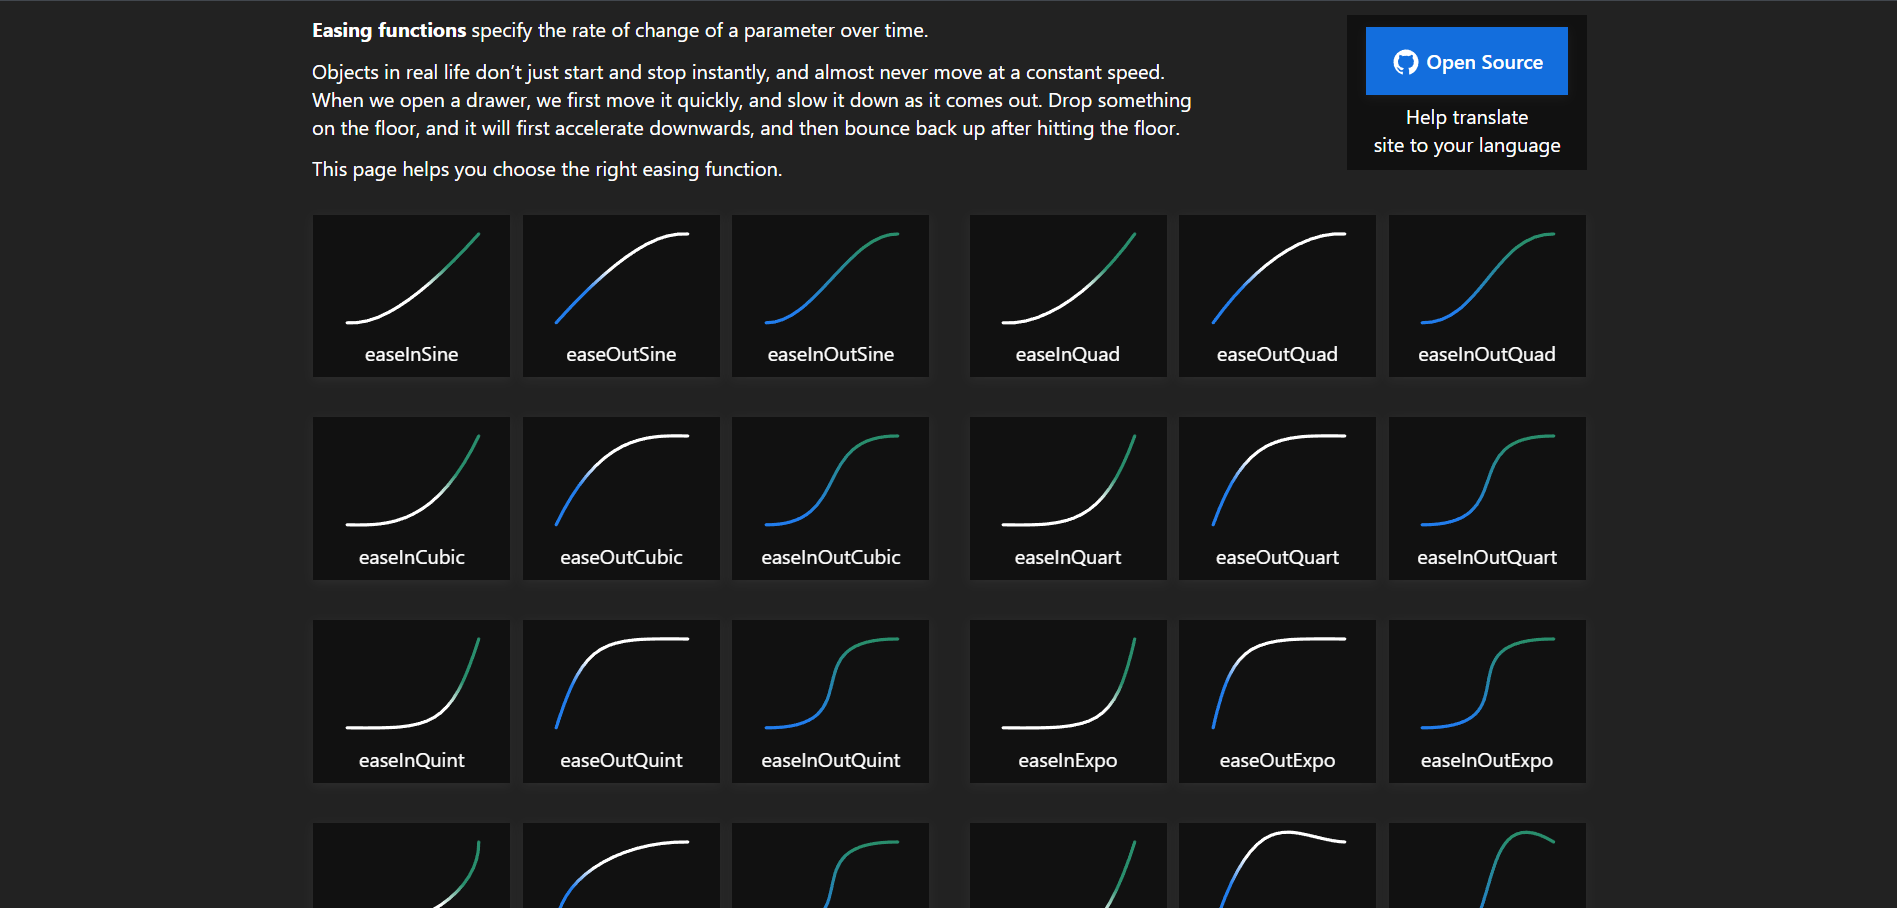 Easing functions specify the rate of change of a parameter over time.
Objects in real life don’t just start and stop instantly, and almost never move at a constant speed.
When we open a drawer, we first move it quickly, and slow it down as it comes out. Drop something
on the floor, and it will first accelerate downwards, and then bounce back up after hitting the floor.
This page helps you choose the right easing function.
Open Source
Help translate
site to your language
easeInSine
easeOutSine
easeInOutSine
easeInQuad
easeOutQuad
easeInOutQuad
easeInCubic
easeOutCubic
easeInOutCubic
easeInQuart
easeOutQuart
easeInOutQuart
easeInQuint
easeOutQuint
easeInOutQuint
easeInExpo
easeOutExpo
easeInOutExpo